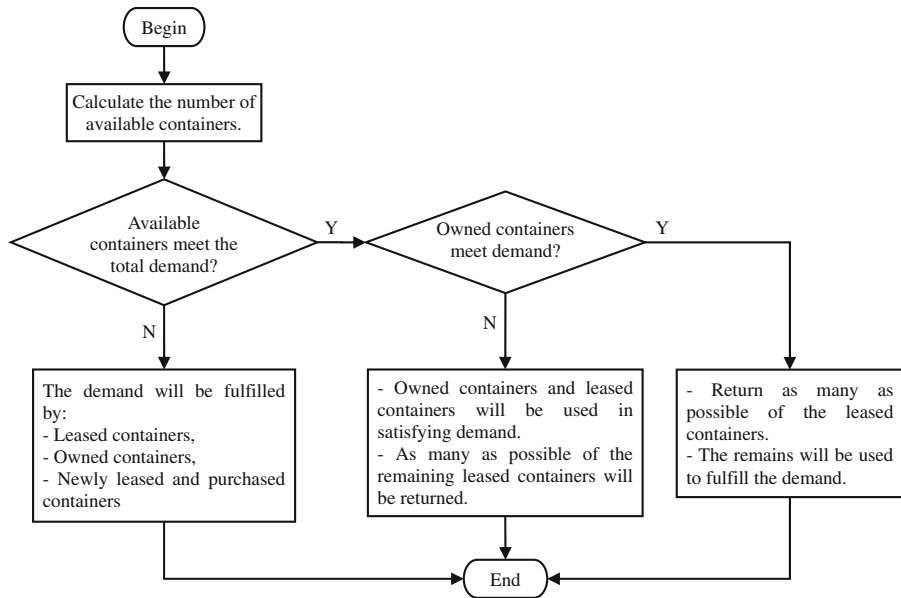 Begin
Calculate the number of
available containers.
Available
containers meet the
total demand?
Y
Owned containers
meet demand?
Y
N
N
The demand will be fulfilled
by:
- Leased containers,
- Owned containers,
- Newly leased and purchased
containers
- Owned containers and leased
containers will be used in
satisfying demand.
- As many as possible of the
remaining leased containers will
be returned.
- Return as many as
possible of the leased
containers.
- The remains will be used
to fulfill the demand.
End